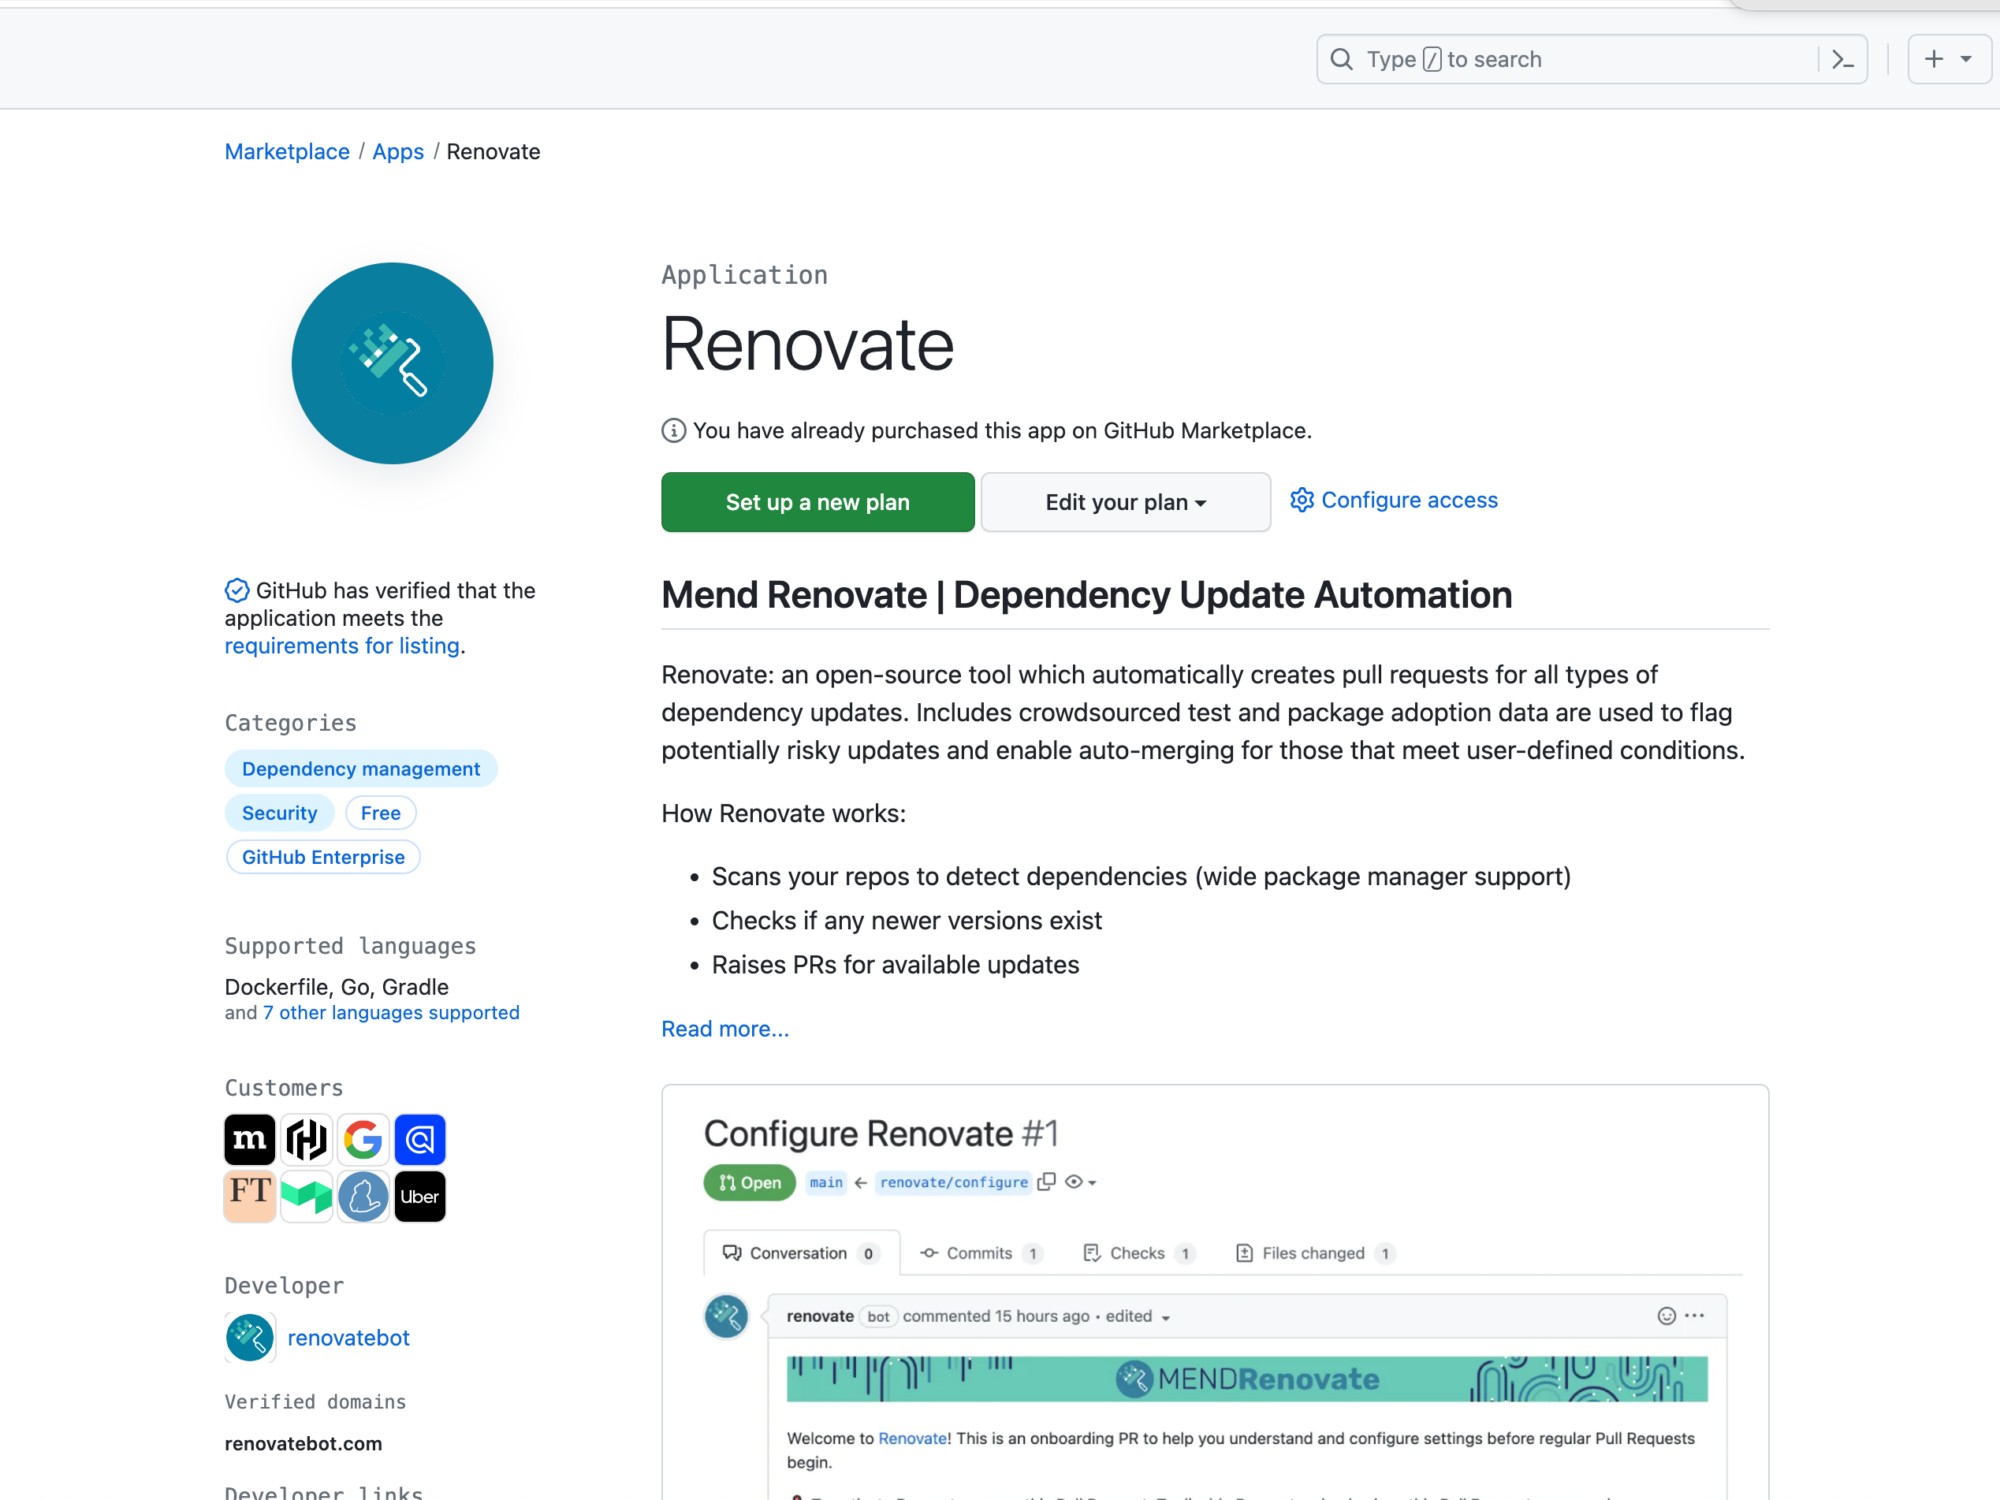 Type / to search
Marketplace / Apps / Renovate
Application
Renovate
You have already purchased this app on GitHub Marketplace.
Set up a new plan
Edit your plan
Configure access
GitHub has verified that the
application meets the
requirements for listing.
Categories
Dependency management
Security Free
GitHub Enterprise
Supported languages
Dockerfile, Go, Gradle
and 7 other languages supported
Customers
m
FT
Uber
Developer
renovatebot
Verified domains
renovatebot.com
Developer links
Mend Renovate | Dependency Update Automation
Renovate: an open-source tool which automatically creates pull requests for all types of
dependency updates. Includes crowdsourced test and package adoption data are used to flag
potentially risky updates and enable auto-merging for those that meet user-defined conditions.
How Renovate works:
• Scans your repos to detect dependencies (wide package manager support)
• Checks if any newer versions exist
• Raises PRs for available updates
Read more...
Configure Renovate #1
Open main ← renovate/configure
Conversation 0 Commits 1 Checks 1 Files changed 1
renovate bot commented 15 hours ago • edited
MENDRenovate
Welcome to Renovate! This is an onboarding PR to help you understand and configure settings before regular Pull Requests
begin.